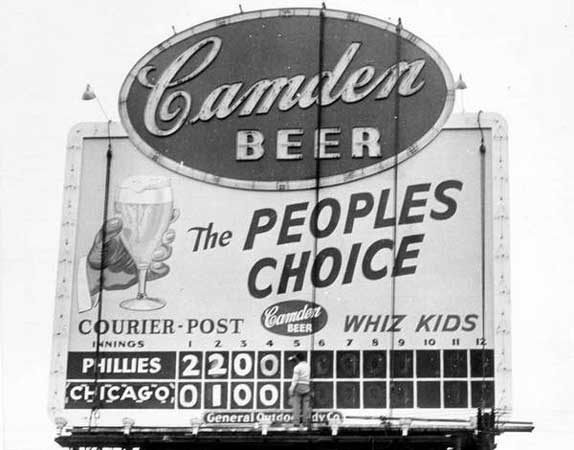 Camden
BEER
The PEOPLES
CHOICE
COURIER-POST Camden BEER WHIZ KIDS
INNINGS 1 2 3 4 5 6 7 8 9 10 11 12
PHILLIES 2 2 0 0
CHICAGO 0 1 0 0
General Co.